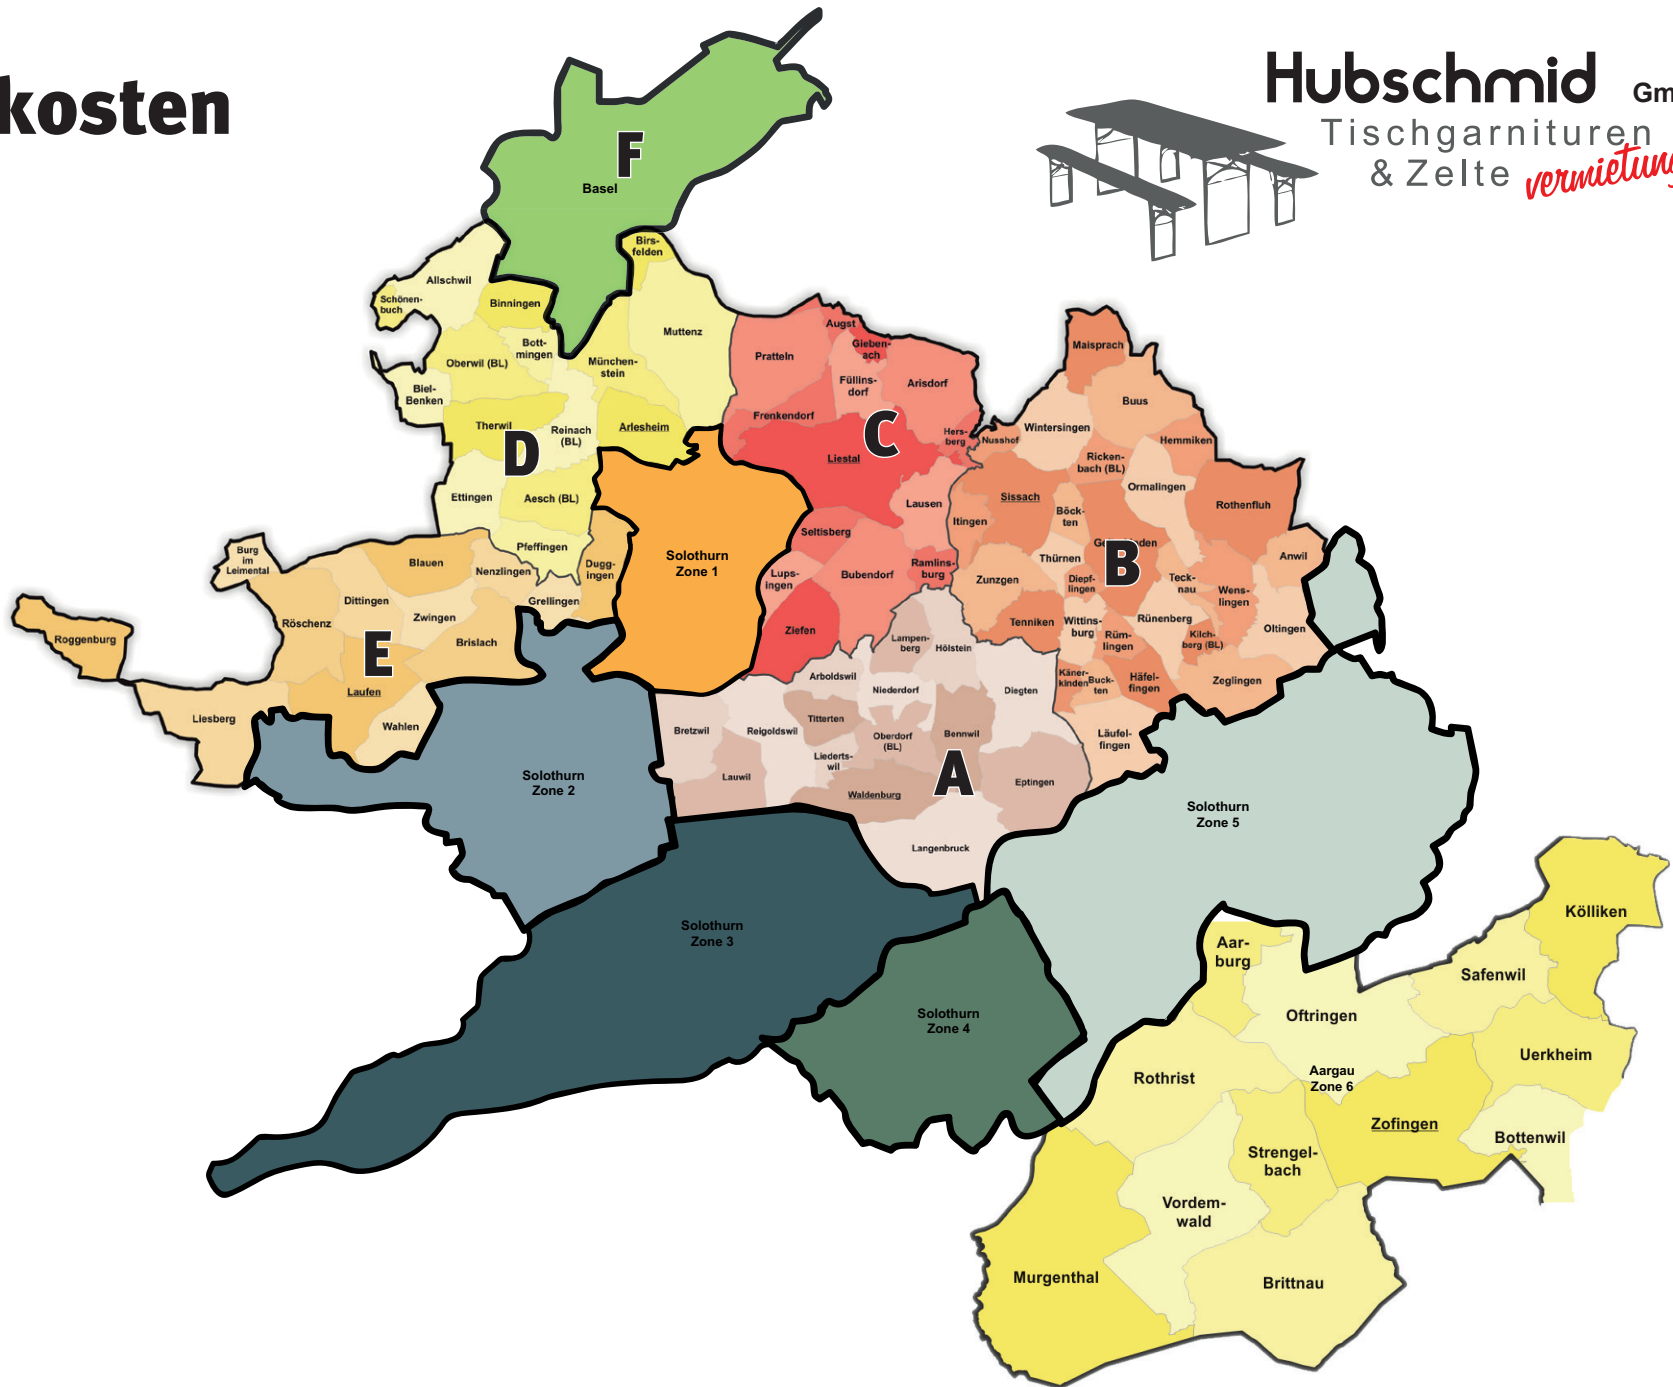 kosten
Hubschmid Gm
Tischgarnituren
& Zelte vermietung
F
Basel
Birs-
felden
Allschwil
Schönen-
buch
Binningen
Muttenz
Bott-
mingen
Oberwil (BL)
München-
stein
Biel-
Benken
Therwil
D
Reinach
(BL)
Arlesheim
Ettingen
Aesch (BL)
Pfeffingen
Augst
Pratteln
Gieben-
ach
Füllins-
dorf
Arisdorf
Frenkendorf
C
Hers-
berg
Liestal
Lausen
Seltisberg
Lups-
ingen
Bubendorf
Ramlins-
burg
Ziefen
Maisprach
Buus
Wintersingen
Nusshof
Hemmiken
Ricken-
bach (BL)
Ormalingen
Sissach
Rothenfluh
Itingen
Böck-
ten
Ge
inden
B
Anwil
Thürnen
Zunzgen
Diepf-
lingen
Teck-
nau
Wens-
lingen
Tenniken
Wittins-
burg
Rünenberg
Oltingen
Rüm-
lingen
Kilch-
berg (BL)
Käner-
kinden
Buck-
ten
Häfel-
fingen
Zeglingen
Läufel-
fingen
Burg
im
Leimental
Blauen
Nenzlingen
Dugg-
ingen
Dittingen
Grellingen
Röschenz
Zwingen
Brislach
Roggenburg
E
Laufen
Liesberg
Wahlen
Solothurn
Zone 1
Lampen-
berg
Hölstein
Arboldswil
Niederdorf
Diegten
Bretzwil
Reigoldswil
Titterten
Oberdorf
(BL)
Bennwil
Liederts-
wil
Lauwil
A
Eptingen
Waldenburg
Langenbruck
Solothurn
Zone 2
Solothurn
Zone 5
Solothurn
Zone 3
Solothurn
Zone 4
Kölliken
Aar-
burg
Safenwil
Oftringen
Uerkheim
Rothrist
Aargau
Zone 6
Zofingen
Bottenwil
Strengel-
bach
Vordem-
wald
Murgenthal
Brittnau